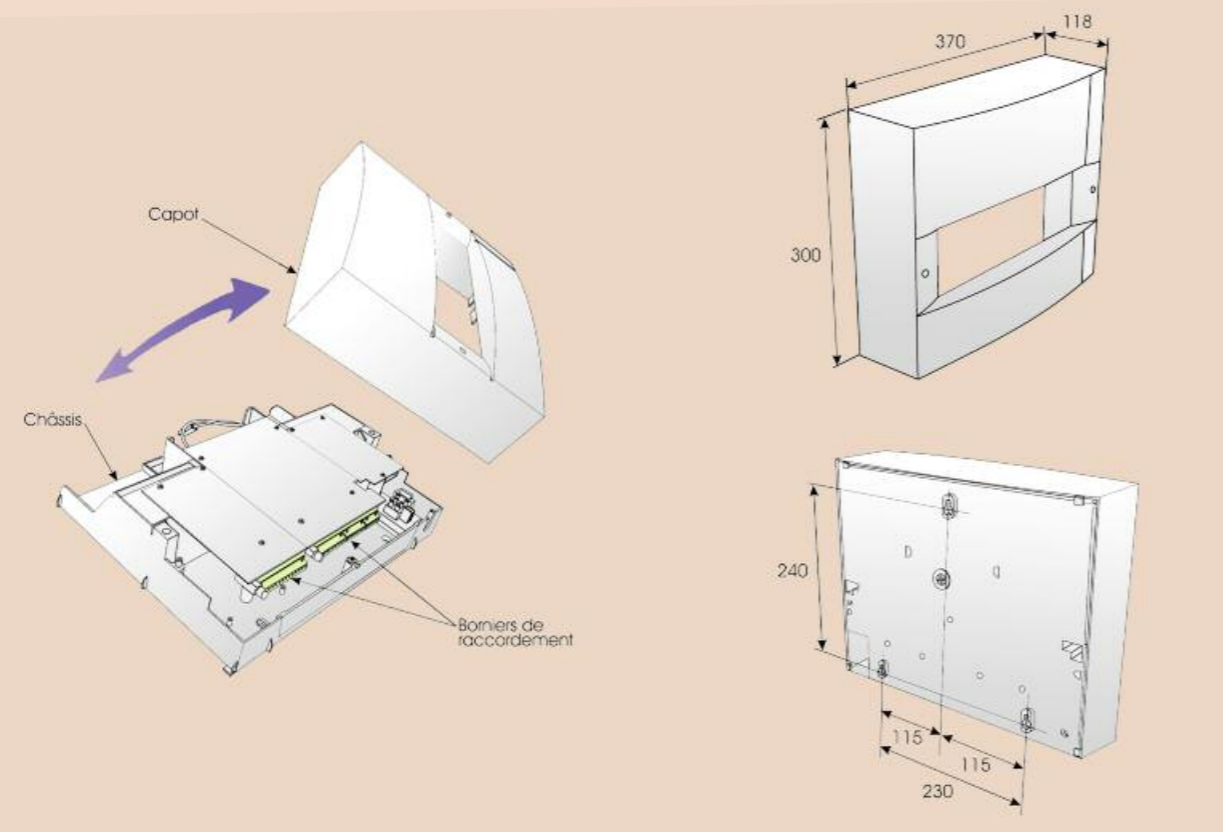 Capot
Châssis
Borniers de
raccordement
370
118
300
240
115
115
230